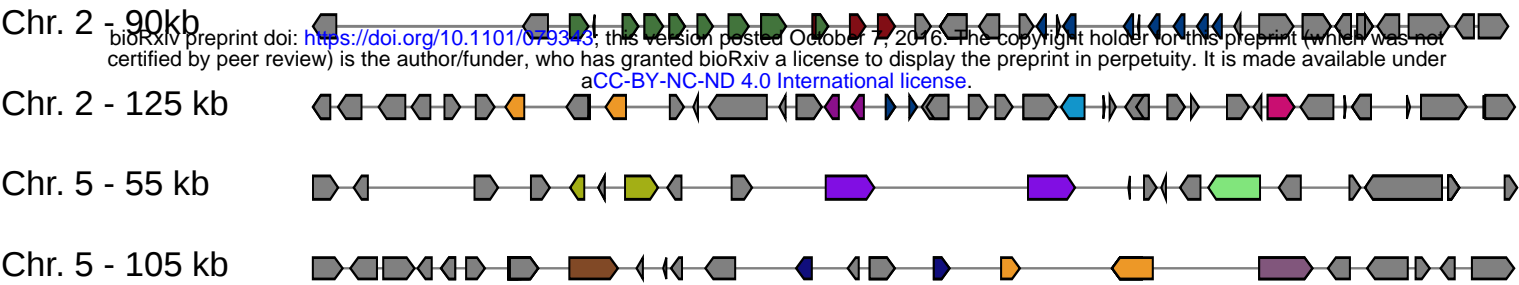 Chr. 2 - 90kb
bioRxiv preprint doi: https://doi.org/10.1101/079343; this version posted October 7, 2016. The copyright holder for this preprint (which was not
certified by peer review) is the author/funder, who has granted bioRxiv a license to display the preprint in perpetuity. It is made available under
aCC-BY-NC-ND 4.0 International license.
Chr. 2 - 125 kb
Chr. 5 - 55 kb
Chr. 5 - 105 kb